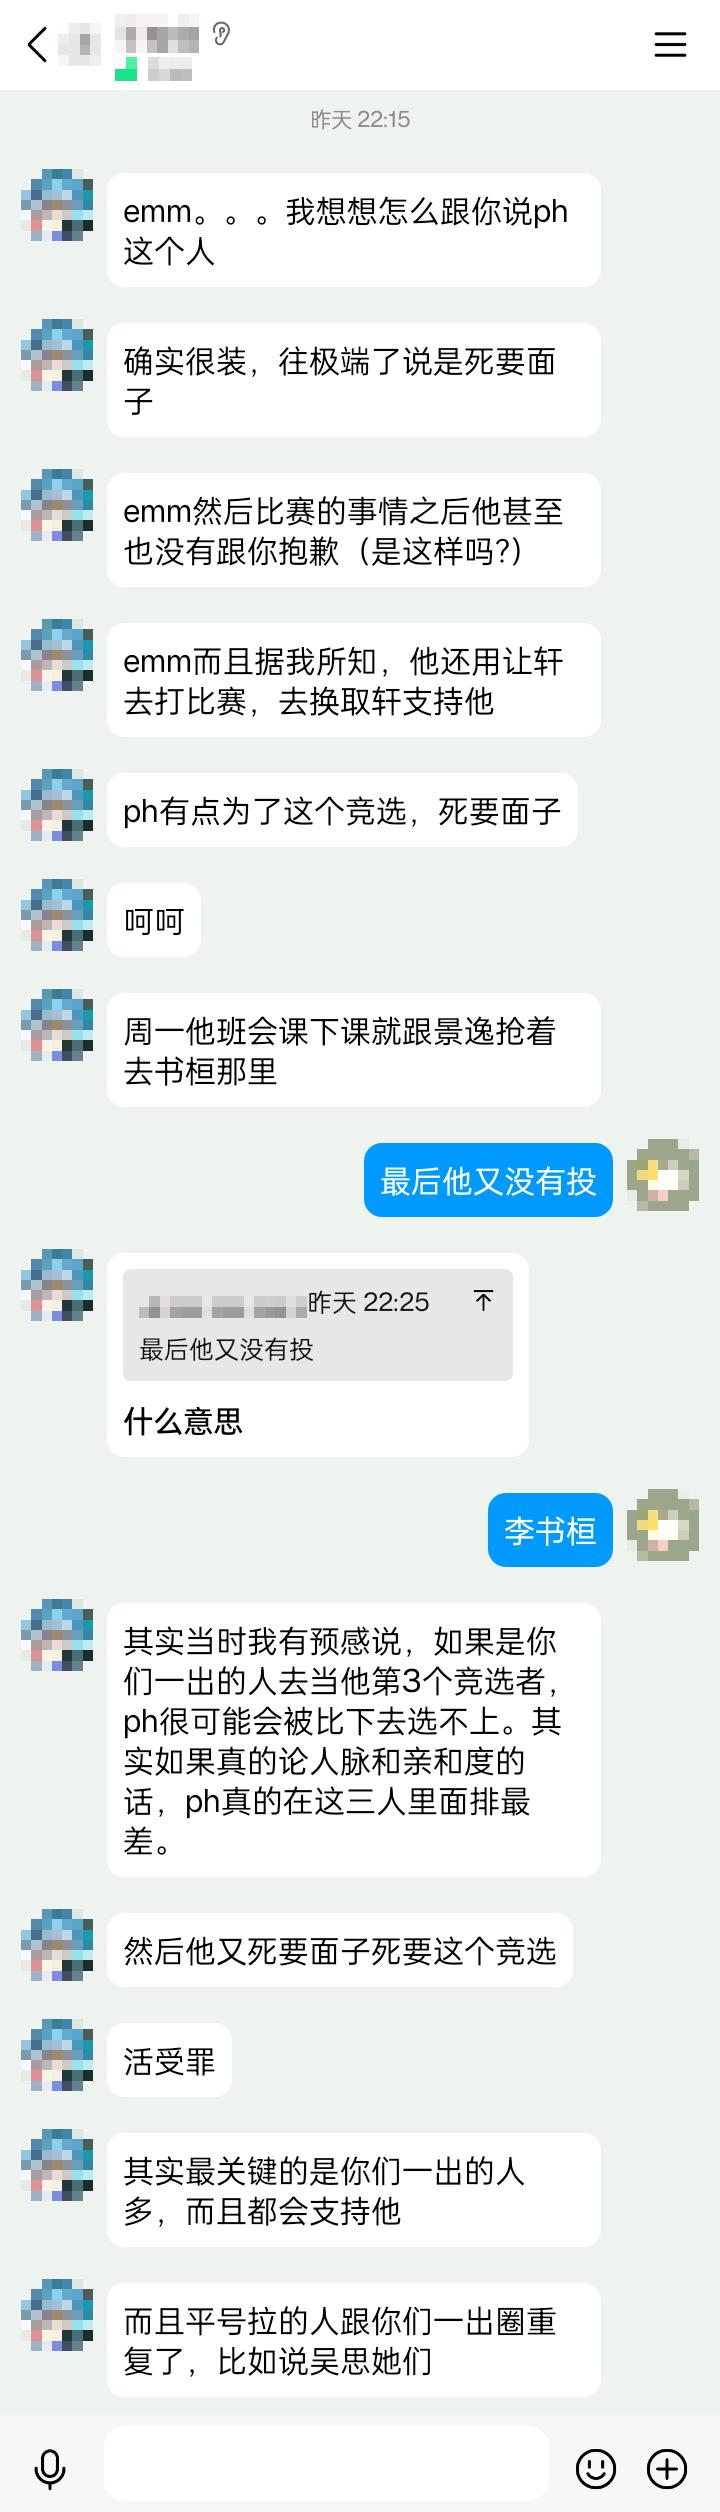 昨天 22:15
emm。。。我想想怎么跟你说ph
这个人
确实很装，往极端了说是死要面
子
emm然后比赛的事情之后他甚至
也没有跟你抱歉（是这样吗？）
emm而且据我所知，他还用让轩
去打比赛，去换取轩支持他
ph有点为了这个竞选，死要面子
呵呵
周一他班会课下课就跟景逸抢着
去书桓那里
最后他又没有投
昨天 22:25
最后他又没有投
什么意思
李书桓
其实当时我有预感说，如果是你
们一出的人去当他第3个竞选者，
ph很可能会被比下去选不上。其
实如果真的论人脉和亲和度的
话，ph真的在这三人里面排最
差。
然后他又死要面子死要这个竞选
活受罪
其实最关键的是你们一出的人
多，而且都会支持他
而且平号拉的人跟你们一出圈重
复了，比如说吴思她们